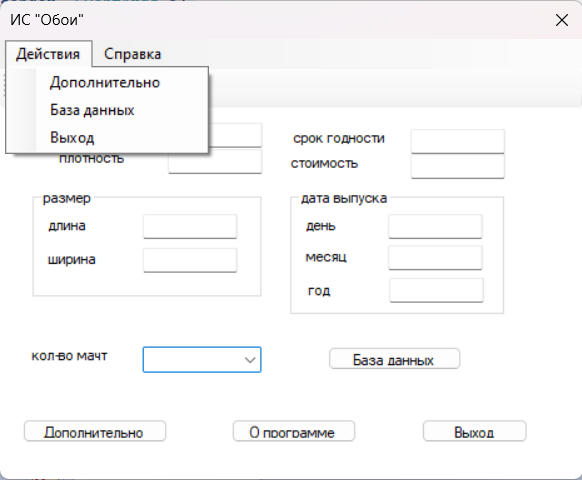 ИС "Обои"
Действия Справка
Дополнительно
База данных
Выход
срок годности
плотность стоимость
размер дата выпуска
длина день
ширина месяц
год
кол-во мачт База данных
Дополнительно О программе Выход